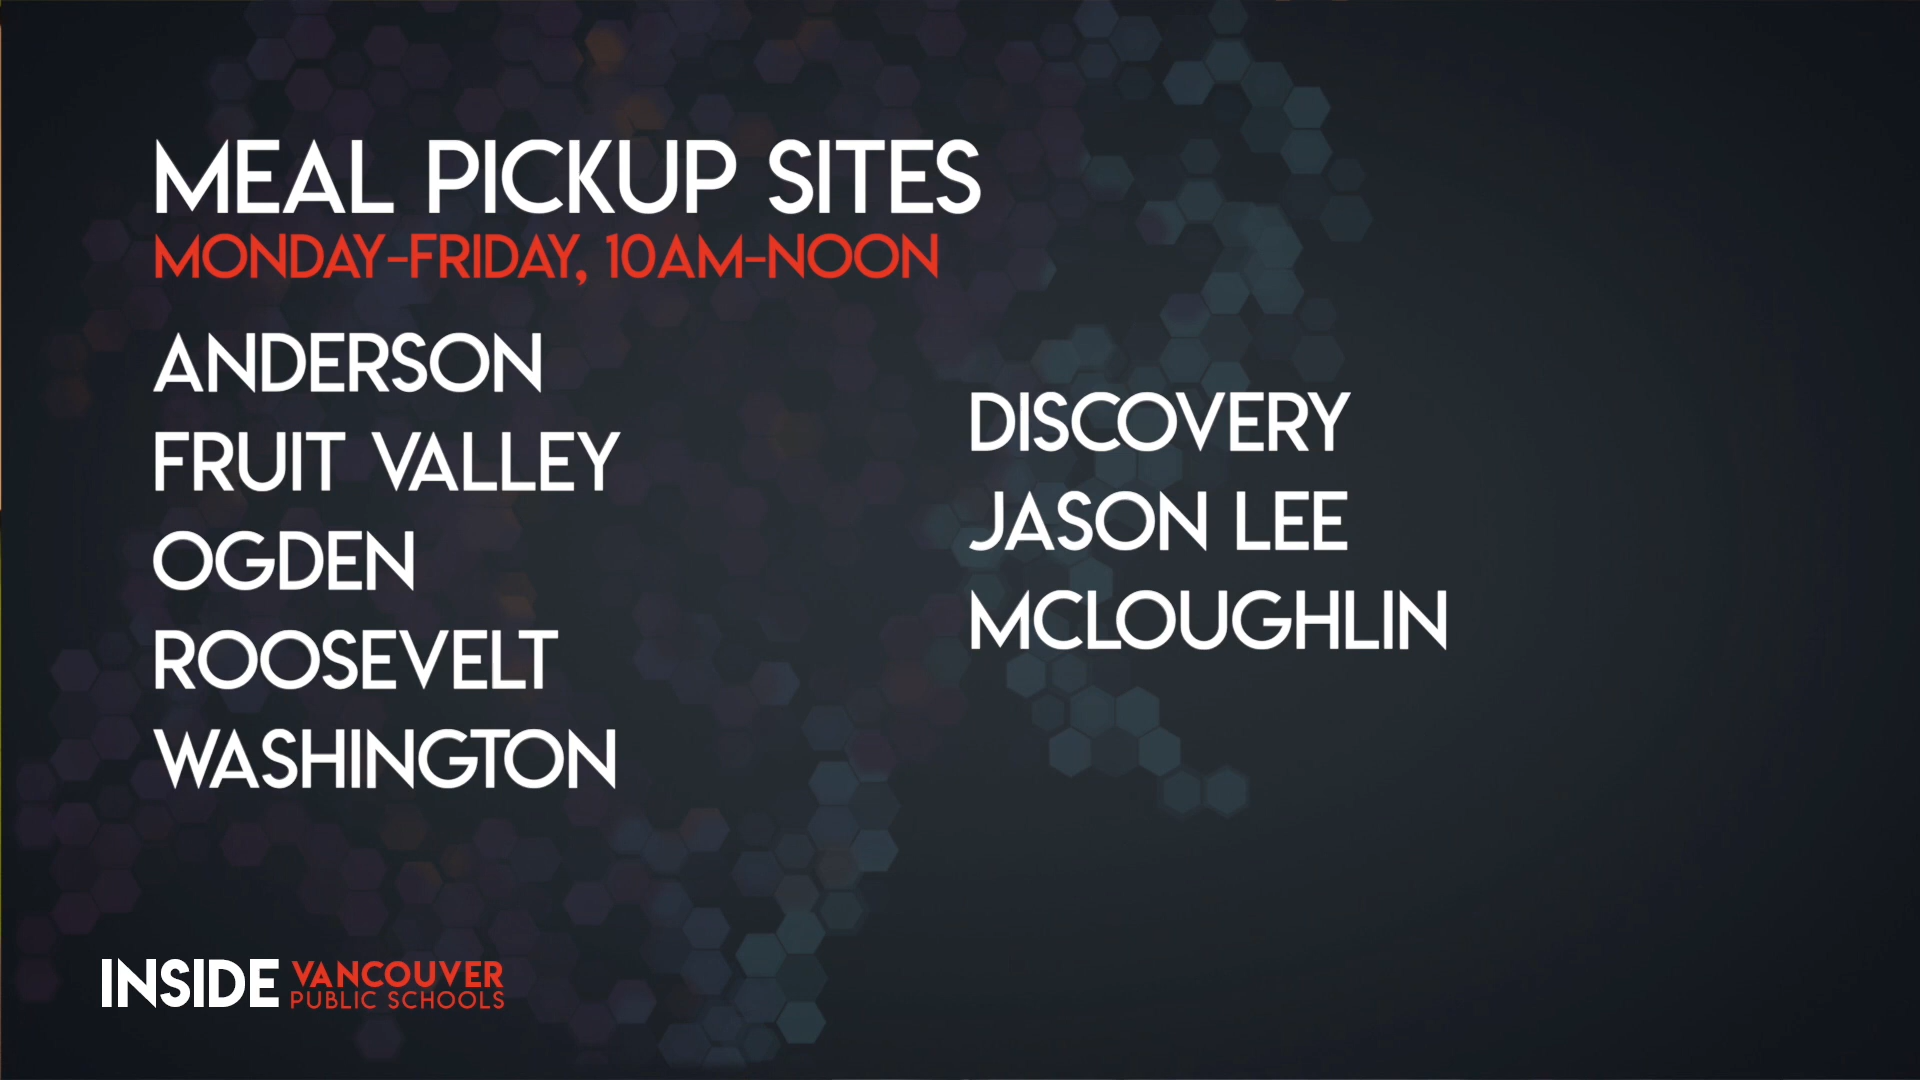 MEAL PICKUP SITES
MONDAY-FRIDAY, 10AM-NOON
ANDERSON
FRUIT VALLEY
OGDEN
ROOSEVELT
WASHINGTON
DISCOVERY
JASON LEE
MCLOUGHLIN
INSIDE VANCOUVER
PUBLIC SCHOOLS